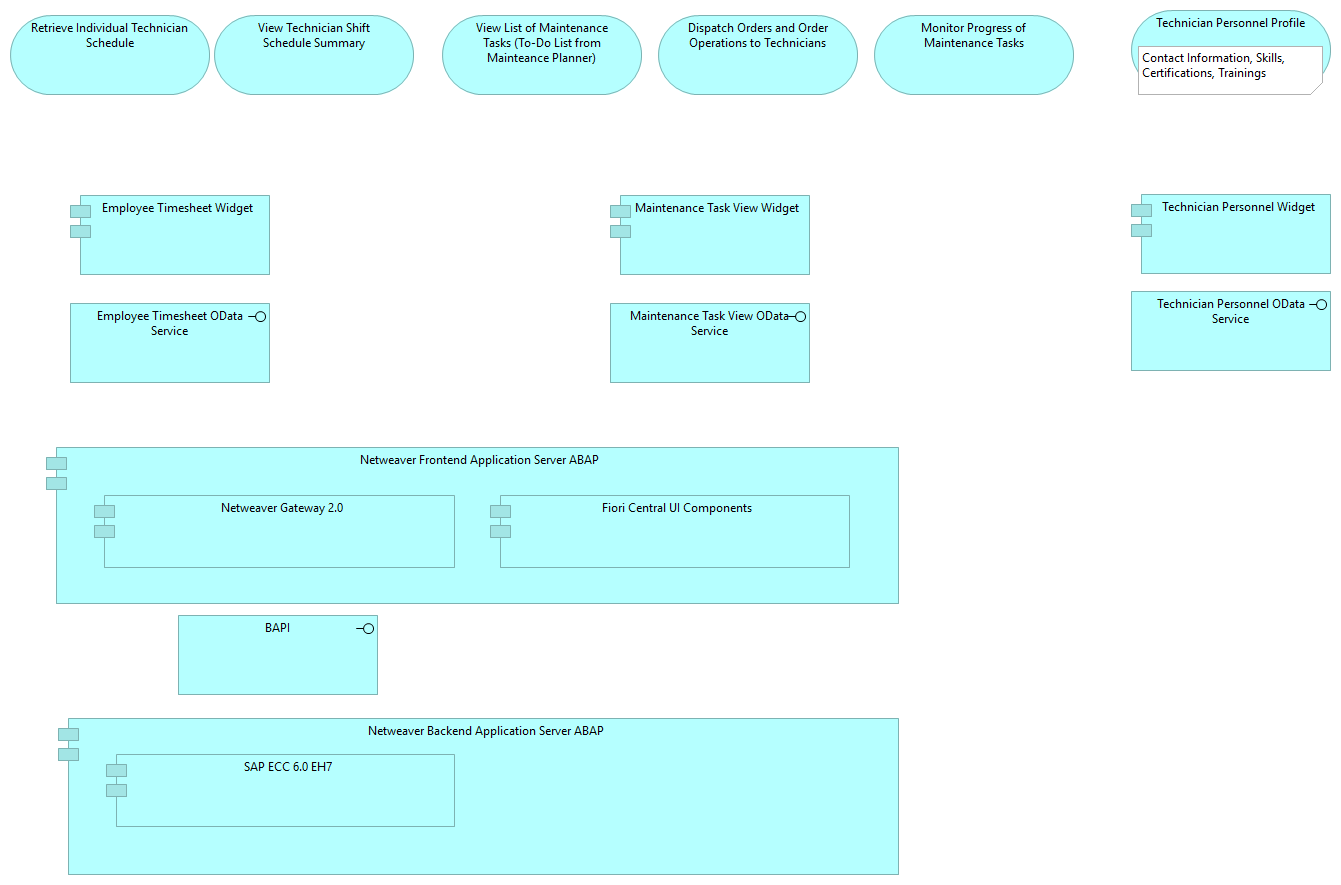 Retrieve Individual Technician
Schedule
View Technician Shift
Schedule Summary
View List of Maintenance
Tasks (To-Do List from
Mainteance Planner)
Dispatch Orders and Order
Operations to Technicians
Monitor Progress of
Maintenance Tasks
Technician Personnel Profile
Contact Information, Skills,
Certifications, Trainings
Employee Timesheet Widget
Maintenance Task View Widget
Technician Personnel Widget
Employee Timesheet OData
Service
Maintenance Task View OData
Service
Technician Personnel OData
Service
Netweaver Frontend Application Server ABAP
Netweaver Gateway 2.0
Fiori Central UI Components
BAPI
Netweaver Backend Application Server ABAP
SAP ECC 6.0 EH7